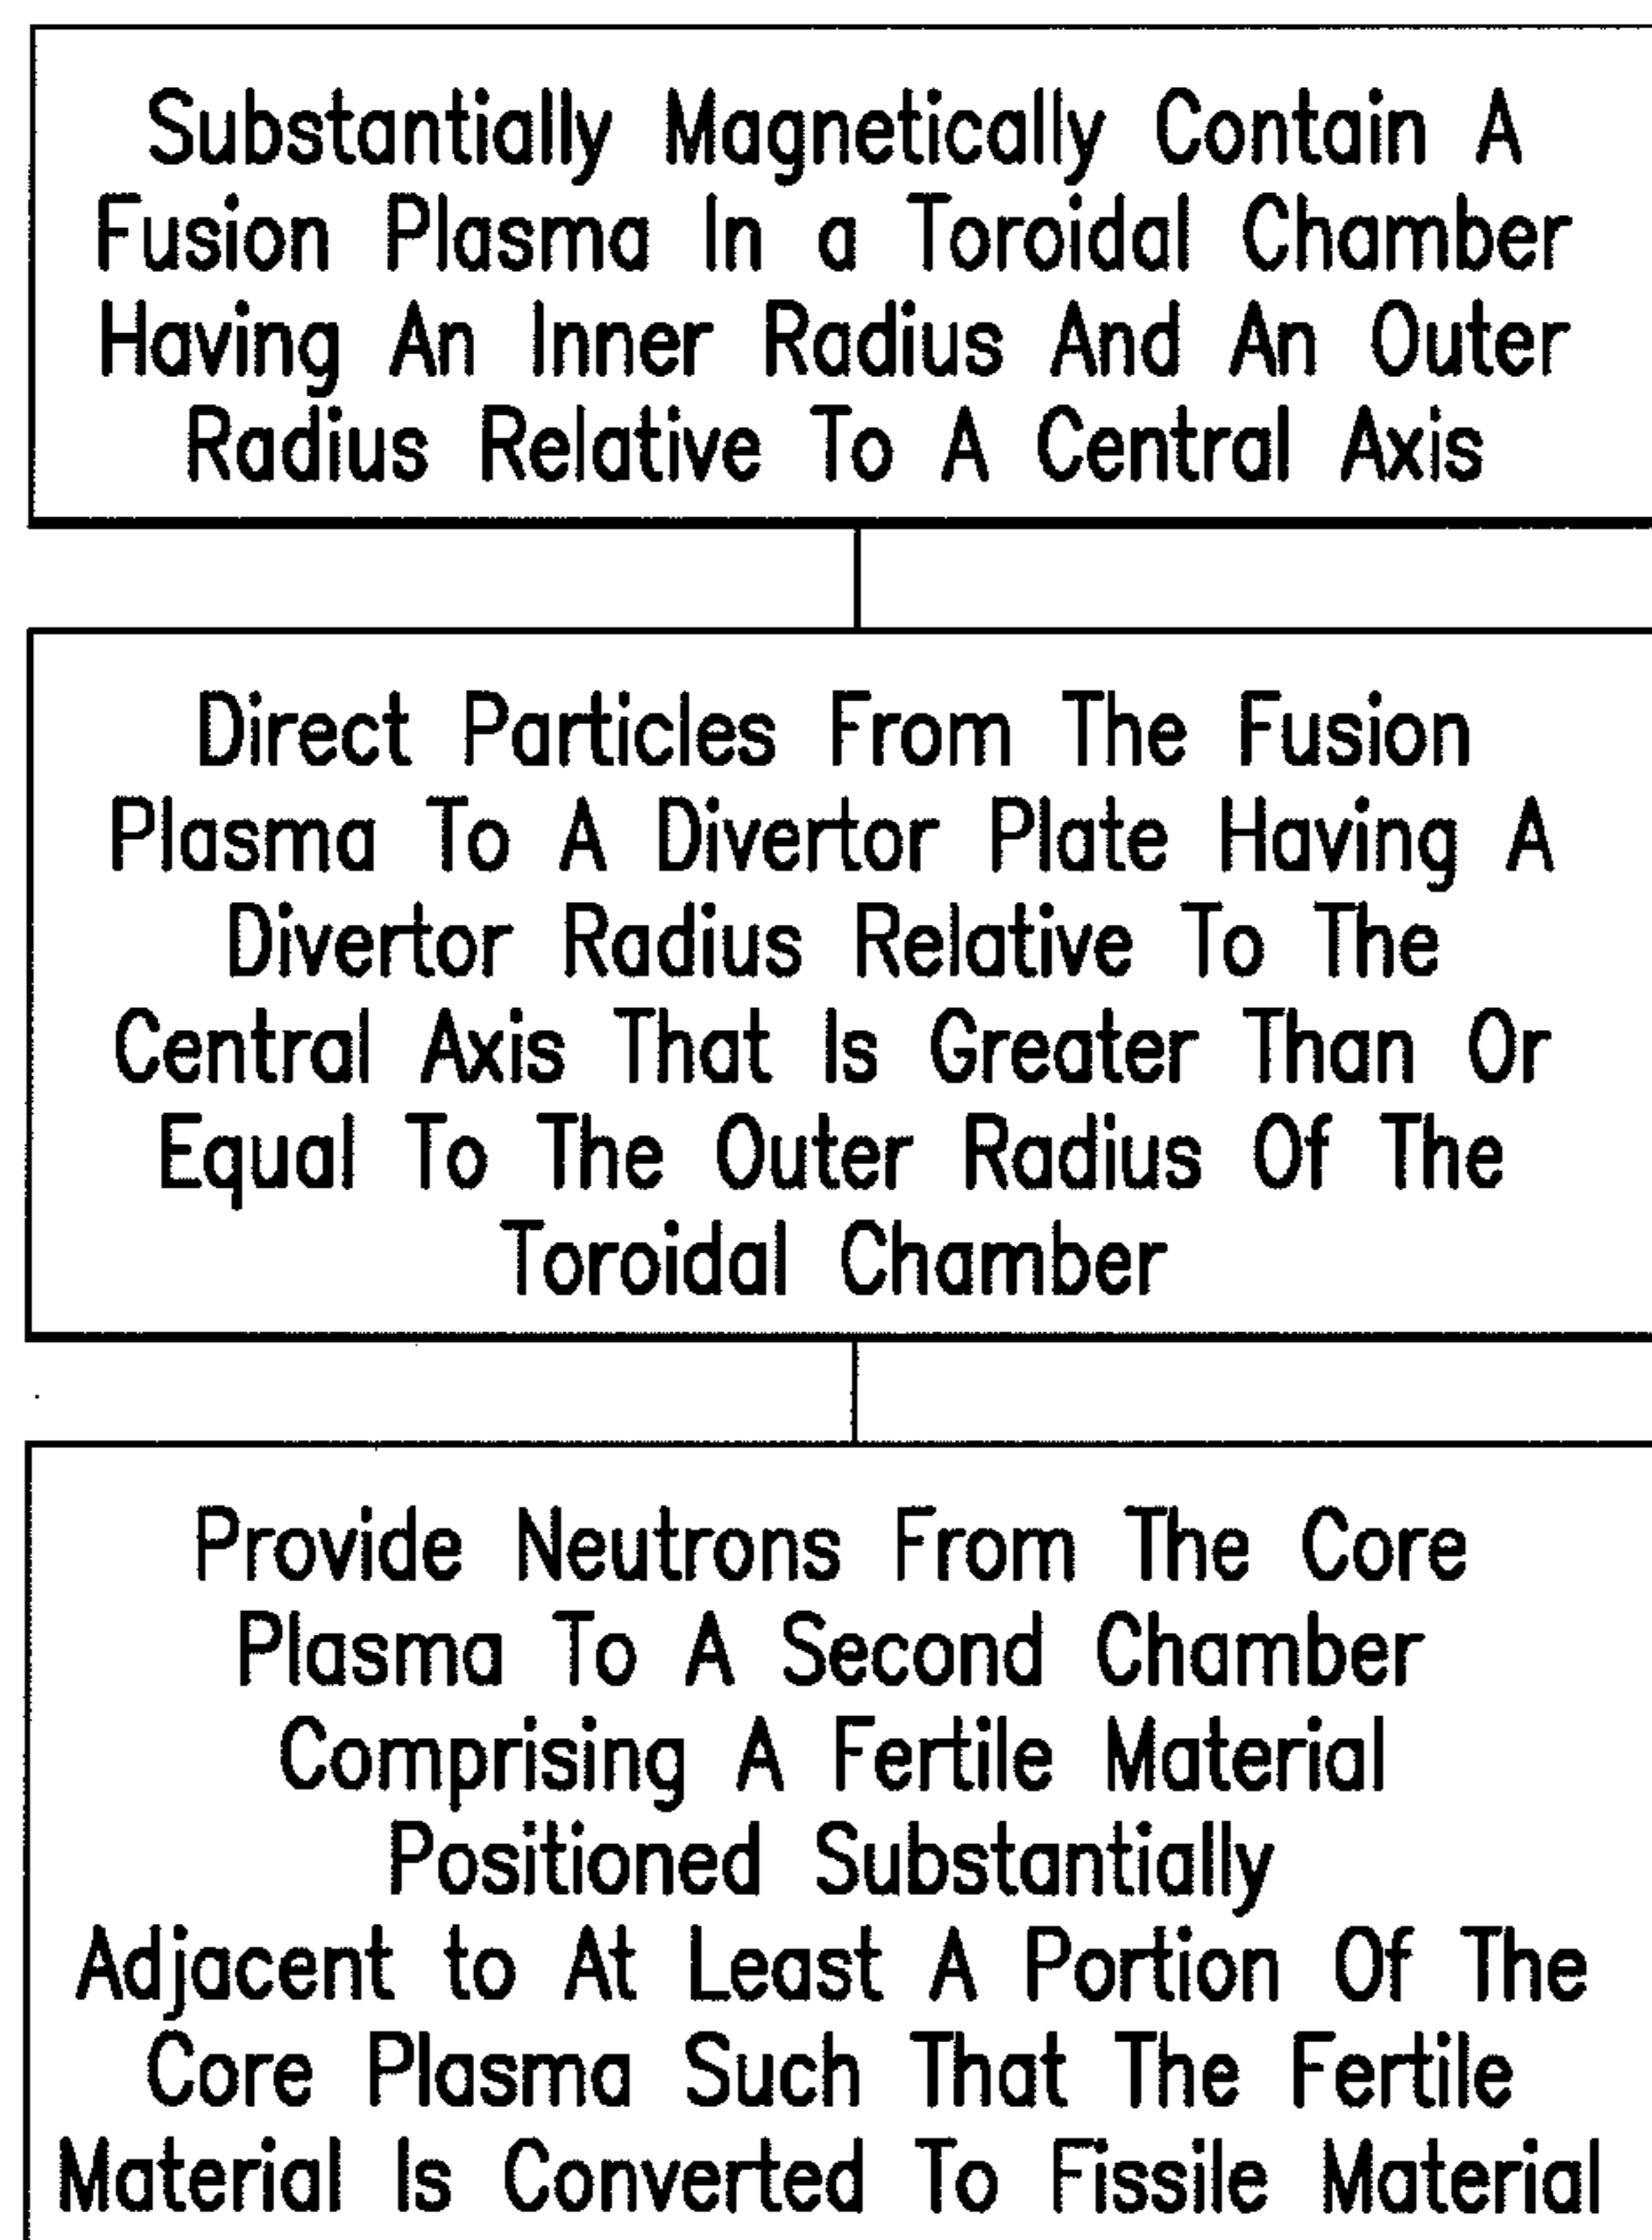 Substantially Magnetically Contain A
Fusion Plasma In a Toroidal Chamber
Having An Inner Radius And An Outer
Radius Relative To A Central Axis
Direct Particles From The Fusion
Plasma To A Divertor Plate Having A
Divertor Radius Relative To The
Central Axis That Is Greater Than Or
Equal To The Outer Radius Of The
Toroidal Chamber
Provide Neutrons From The Core
Plasma To A Second Chamber
Comprising A Fertile Material
Positioned Substantially
Adjacent to At Least A Portion Of The
Core Plasma Such That The Fertile
Material Is Converted To Fissile Material